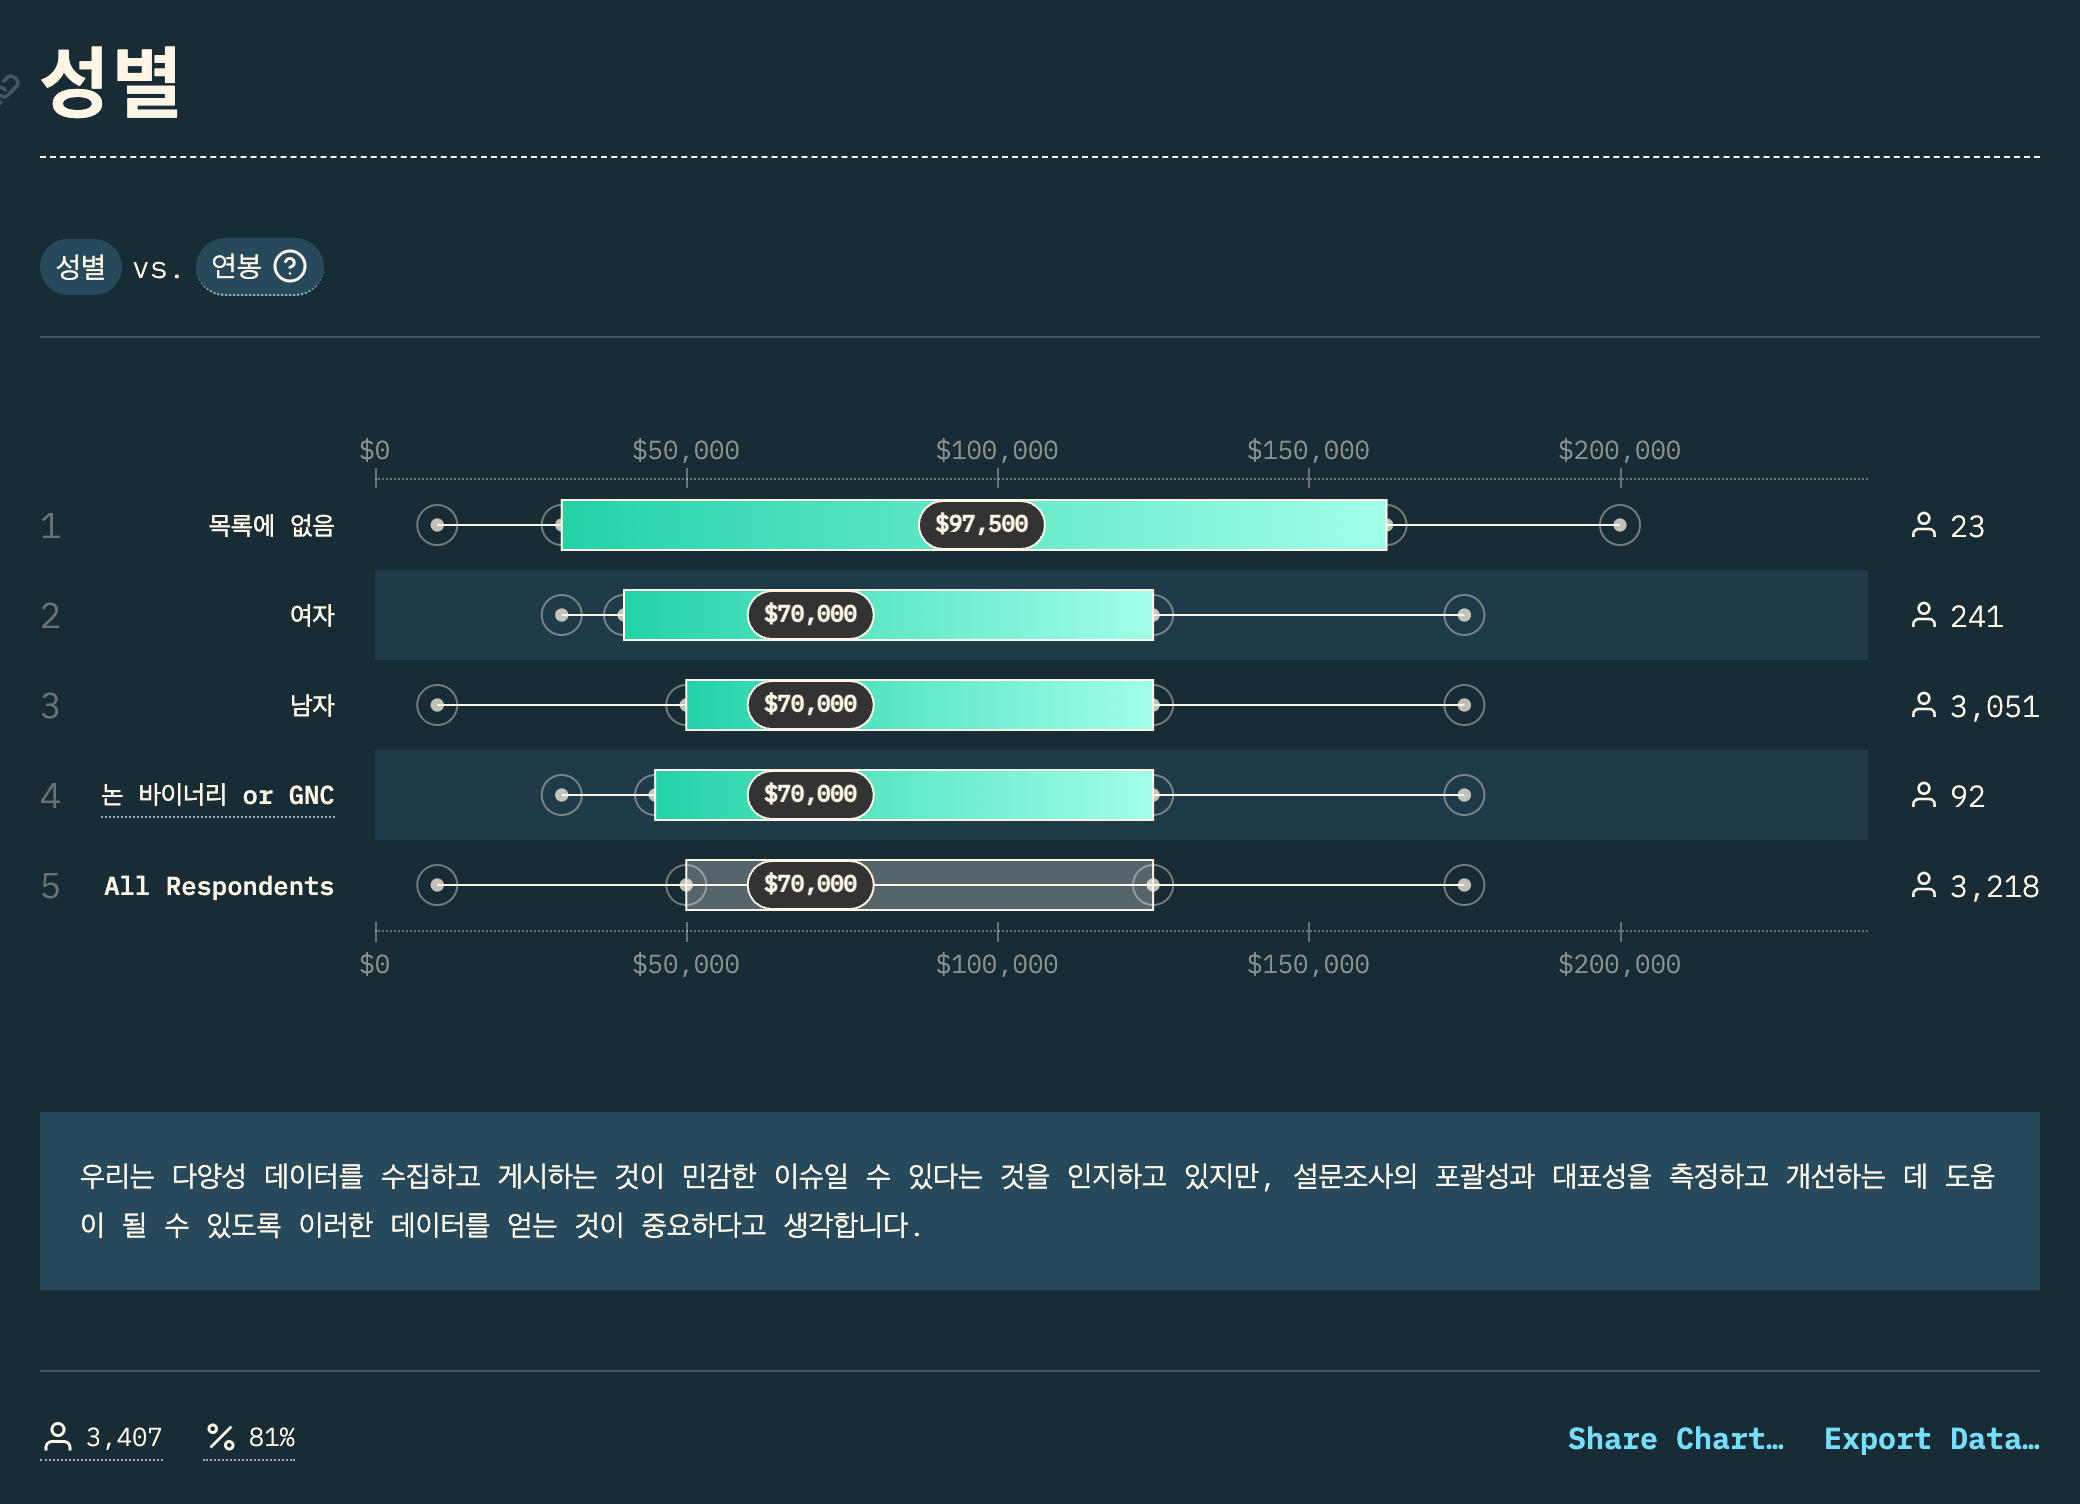 성별
성별 vs. 연봉
$0 $50,000 $100,000 $150,000 $200,000
1 목록에 없음 $97,500 23
2 여자 $70,000 241
3 남자 $70,000 3,051
4 논 바이너리 or GNC $70,000 92
5 All Respondents $70,000 3,218
$0 $50,000 $100,000 $150,000 $200,000
우리는 다양성 데이터를 수집하고 게시하는 것이 민감한 이슈일 수 있다는 것을 인지하고 있지만, 설문조사의 포괄성과 대표성을 측정하고 개선하는 데 도움
이 될 수 있도록 이러한 데이터를 얻는 것이 중요하다고 생각합니다.
3,407 81% Share Chart… Export Data…